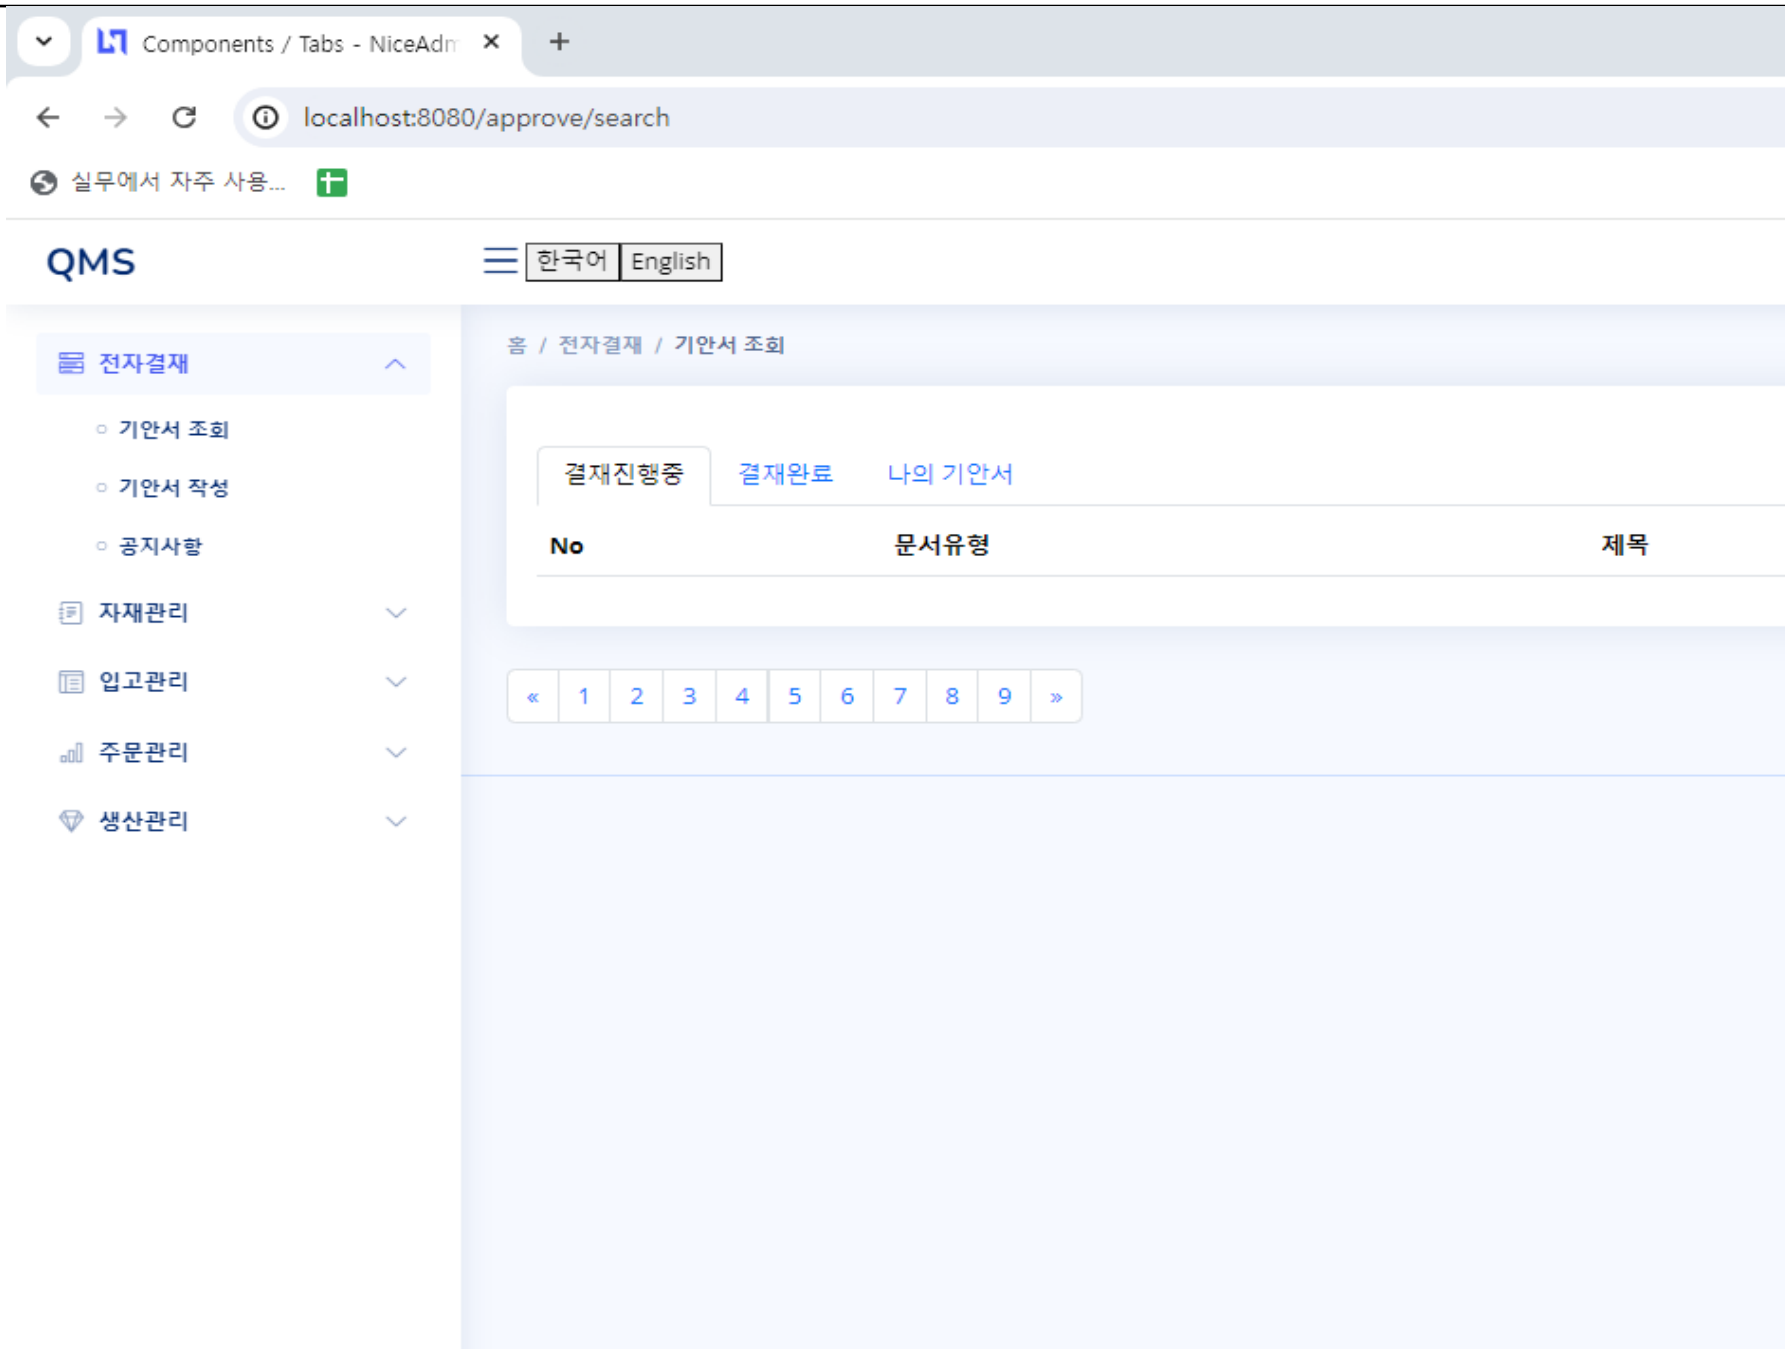 Components / Tabs - NiceAdm
localhost:8080/approve/search
실무에서 자주 사용...
QMS
한국어 English
홈 / 전자결재 / 기안서 조회
전자결재
기안서 조회
기안서 작성
공지사항
자재관리
입고관리
주문관리
생산관리
결재진행중 결재완료 나의 기안서
No 문서유형 제목
« 1 2 3 4 5 6 7 8 9 »